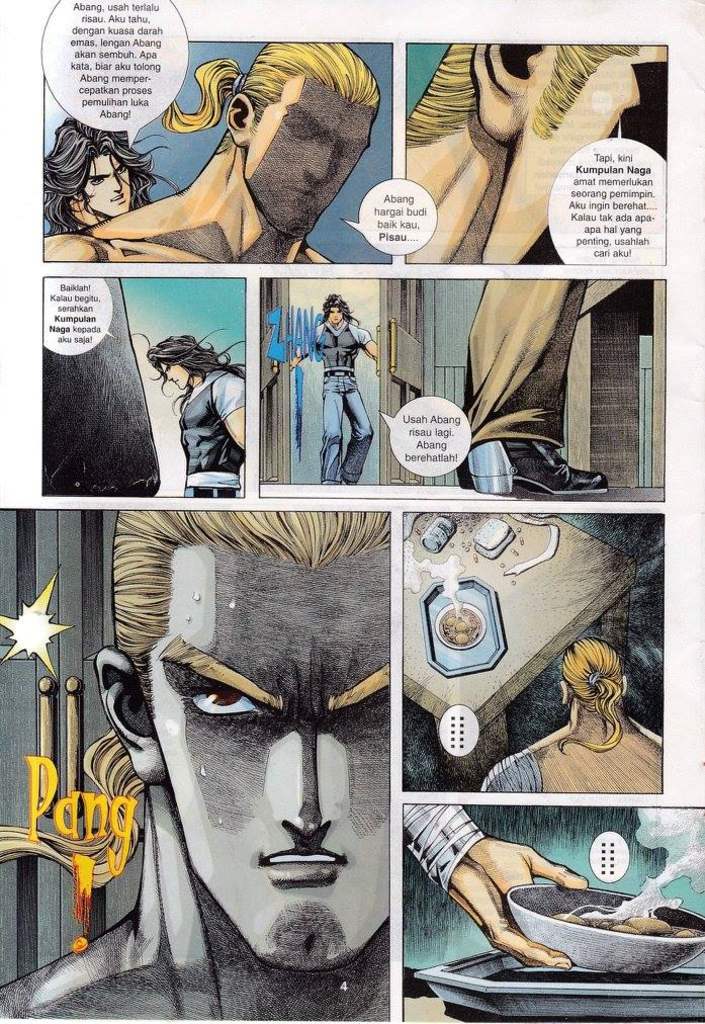 Abang, usah terlalu
risau. Aku tahu,
dengan kuasa darah
emas, lengan Abang
akan sembuh. Apa
kata, biar aku tolong
Abang memper-
cepatkan proses
pemulihan luka
Abang!
Abang
hargai budi
baik kau,
Pisau....
Tapi, kini
Kumpulan Naga
amat memerlukan
seorang pemimpin.
Aku ingin berehat....
Kalau tak ada apa-
apa hal yang
penting, usahlah
cari aku!
Baiklah!
Kalau begitu,
serahkan
Kumpulan
Naga kepada
aku saja!
ZHANG
!
Usah Abang
risau lagi.
Abang
berehatlah!
Pang
!
4